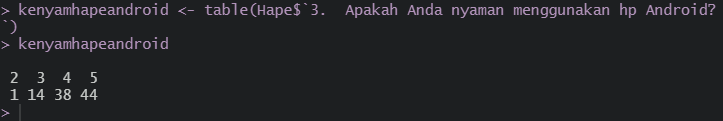 > kenyamhapeandroid <- table(Hape$`3.  Apakah Anda nyaman menggunakan hp Android?
`)
> kenyamhapeandroid

 2  3  4  5
 1 14 38 44
>